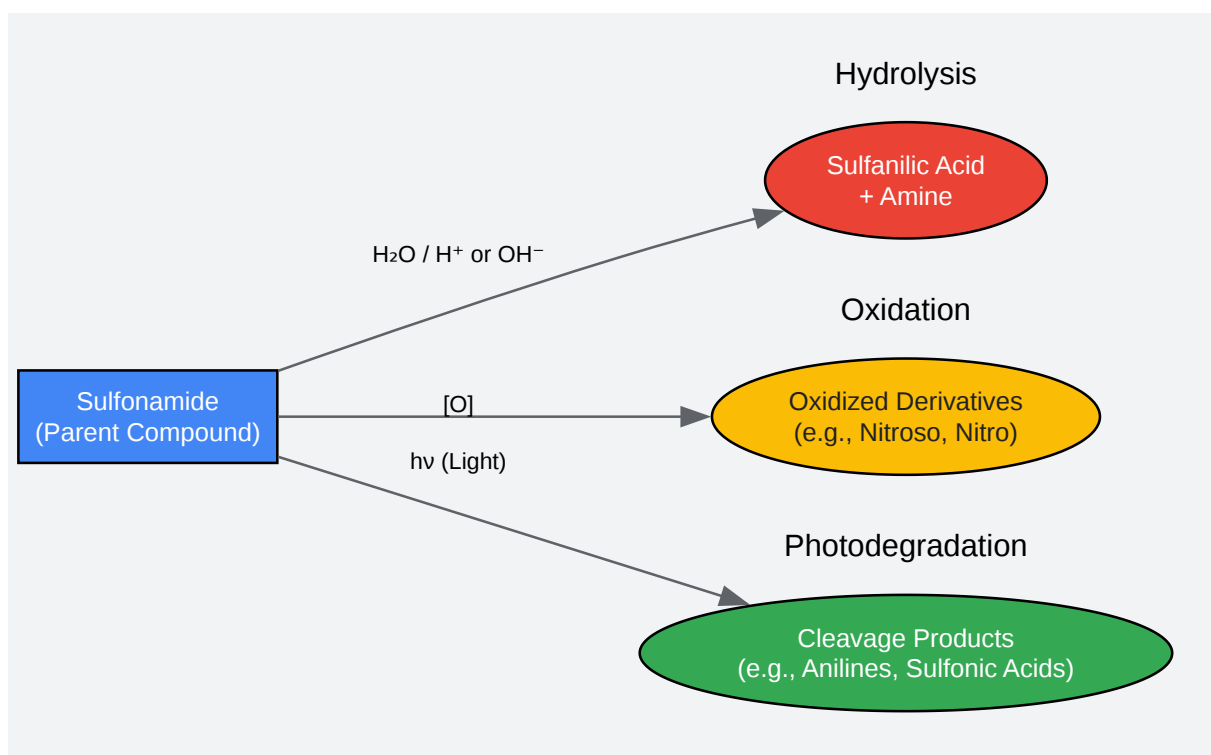 Hydrolysis
Sulfanilic Acid
+ Amine
H₂O / H⁺ or OH⁻
Oxidation
Sulfonamide
(Parent Compound)
[O]
Oxidized Derivatives
(e.g., Nitroso, Nitro)
hν (Light)
Photodegradation
Cleavage Products
(e.g., Anilines, Sulfonic Acids)